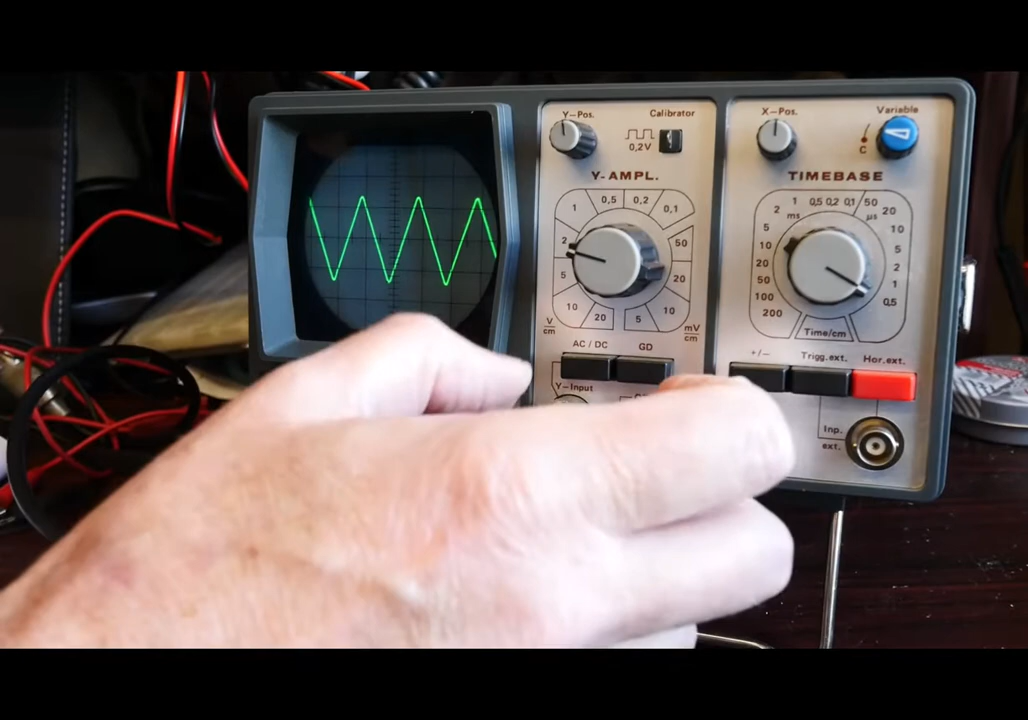 Y-Pos.
Calibrator
0,2V
Y-AMPL.
0,5
0,2
1
0,1
2
50
5
20
10
20
5
10
V
cm
mV
cm
AC / DC
GD
Y-Input
X-Pos.
Variable
C
TIMEBASE
1
0,5
0,2
0,1
50
2
ms
µs
20
5
10
10
5
20
2
50
1
100
0,5
200
Time/cm
+/−
Trigg.ext.
Hor.ext.
Inp.
ext.